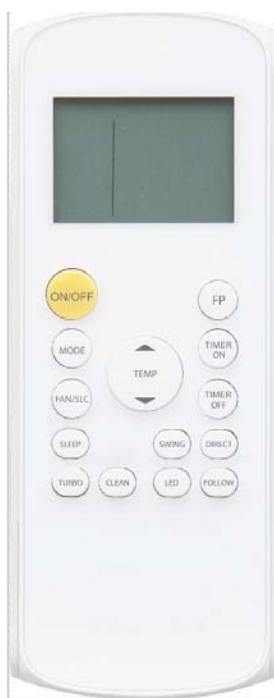 ON/OFF
FP
MODE
TEMP
TIMER
ON
FAN/SLC
TIMER
OFF
SLEEP
SWING
DIRECT
TURBO
CLEAN
LED
FOLLOW